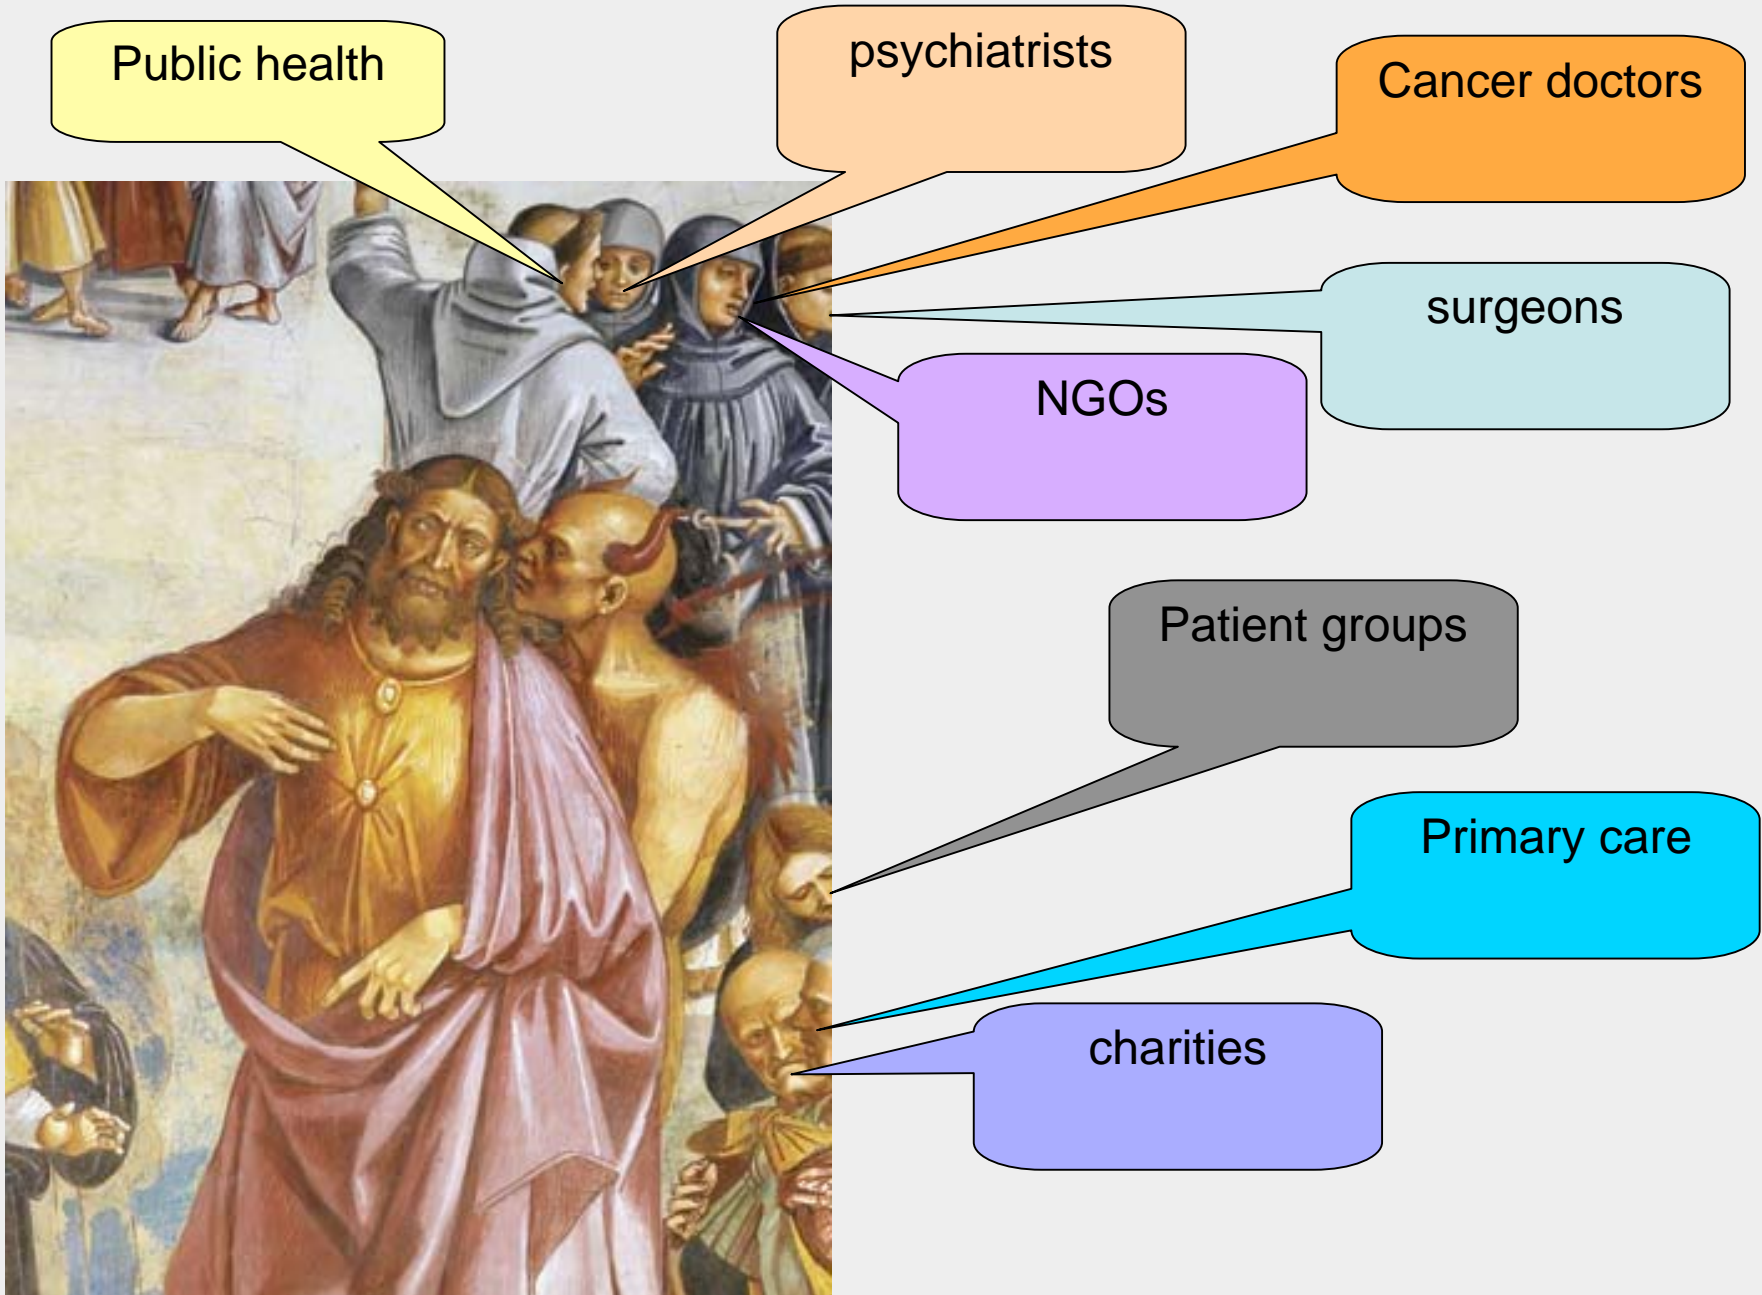 Public health
psychiatrists
Cancer doctors
surgeons
NGOs
Patient groups
Primary care
charities